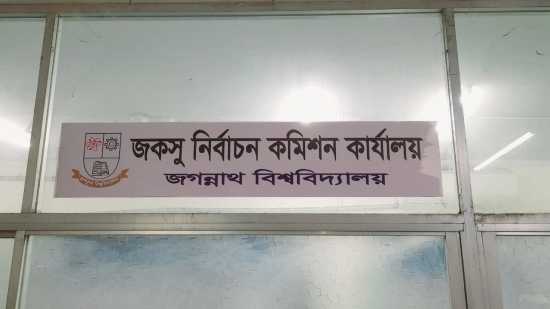 জকসু নির্বাচন কমিশন কার্যালয়
জগন্নাথ বিশ্ববিদ্যালয়